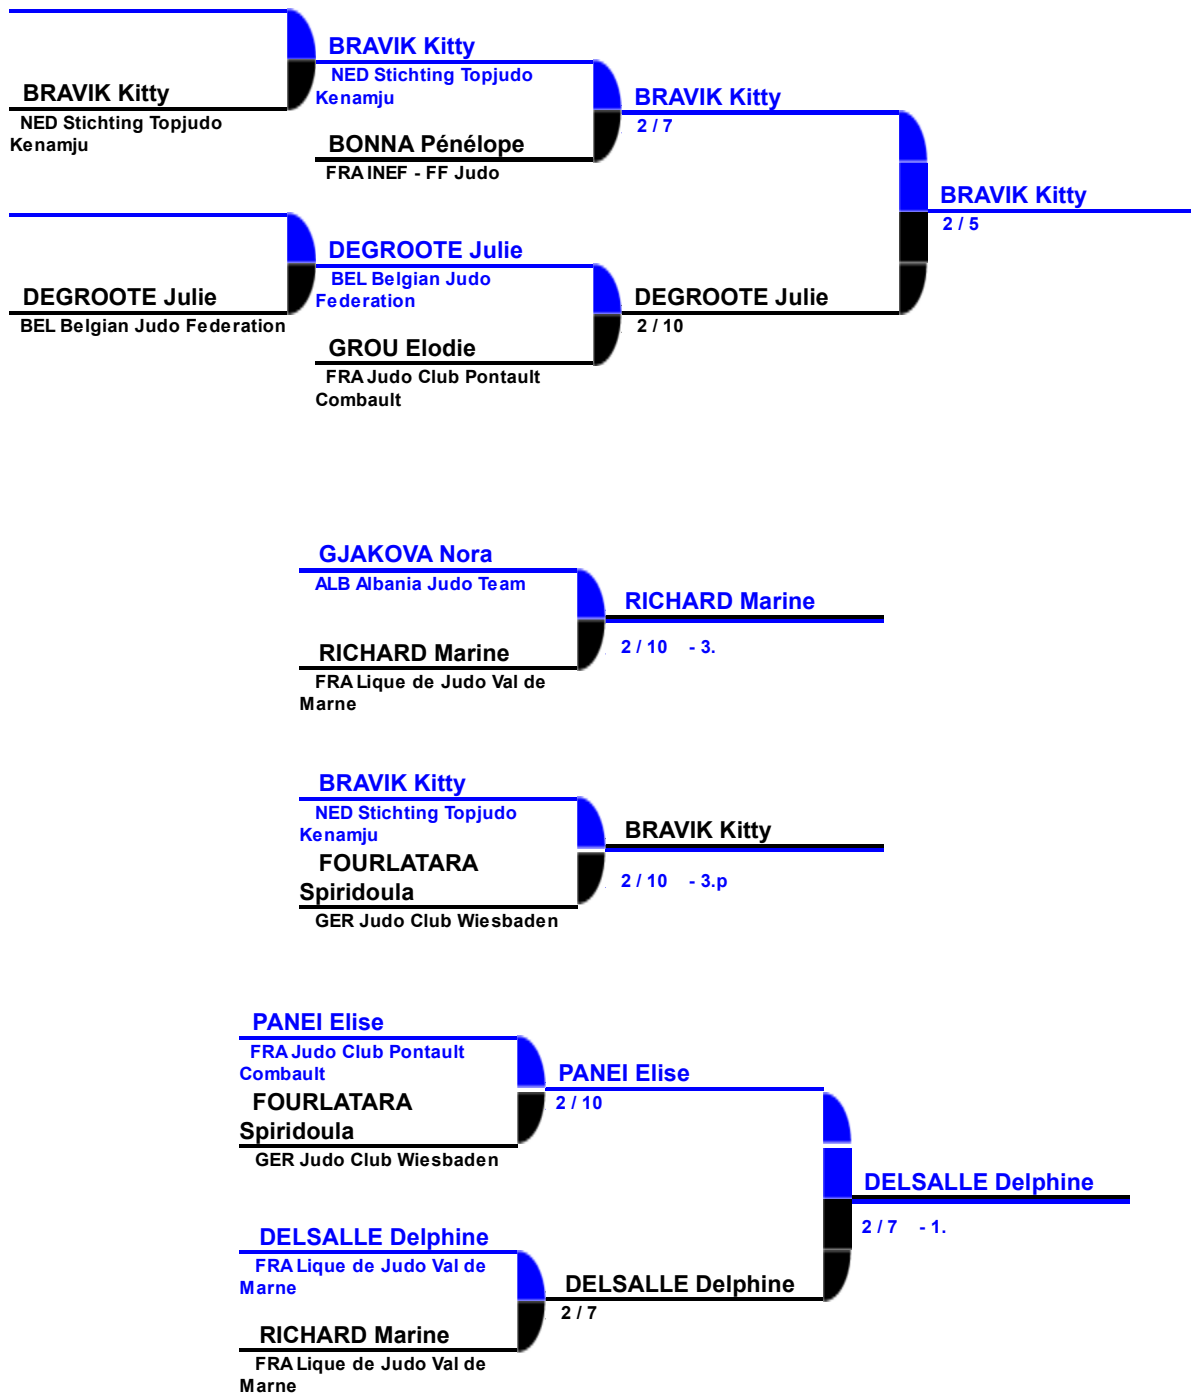 BRAVIK Kitty
NED Stichting Topjudo
Kenamju
BRAVIK Kitty
NED Stichting Topjudo
Kenamju
BONNA Pénélope
FRA INEF - FF Judo
BRAVIK Kitty
2 / 7
BRAVIK Kitty
2 / 5
DEGROOTE Julie
BEL Belgian Judo Federation
DEGROOTE Julie
BEL Belgian Judo
Federation
GROU Elodie
FRA Judo Club Pontault
Combault
DEGROOTE Julie
2 / 10
GJAKOVA Nora
ALB Albania Judo Team
RICHARD Marine
FRA Lique de Judo Val de
Marne
RICHARD Marine
2 / 10 - 3.
BRAVIK Kitty
NED Stichting Topjudo
Kenamju
FOURLATARA
Spiridoula
GER Judo Club Wiesbaden
BRAVIK Kitty
2 / 10 - 3.p
PANEI Elise
FRA Judo Club Pontault
Combault
FOURLATARA
Spiridoula
GER Judo Club Wiesbaden
PANEI Elise
2 / 10
DELSALLE Delphine
2 / 7 - 1.
DELSALLE Delphine
FRA Lique de Judo Val de
Marne
RICHARD Marine
FRA Lique de Judo Val de
Marne
DELSALLE Delphine
2 / 7